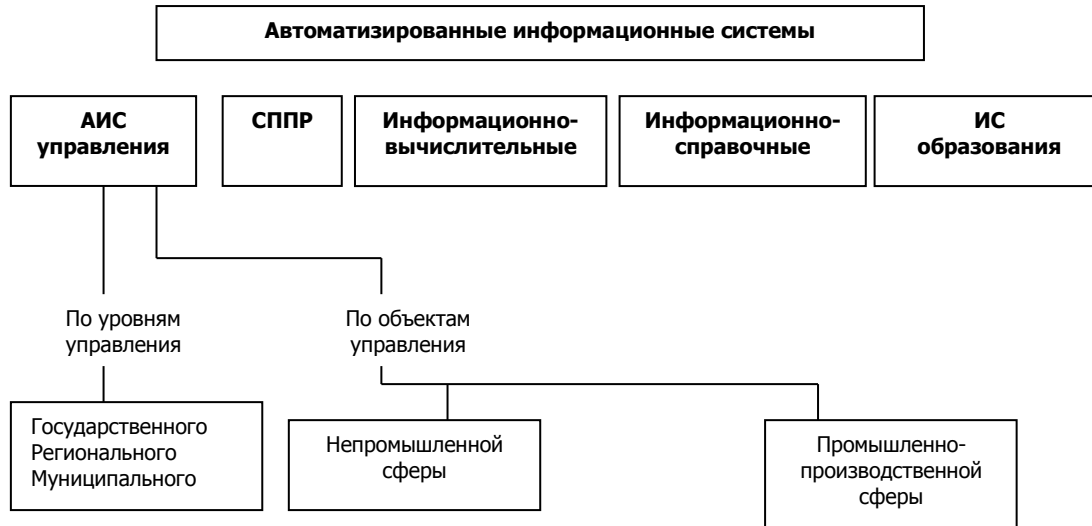 Автоматизированные информационные системы
АИС
управления
СППР
Информационно-
вычислительные
Информационно-
справочные
ИС
образования
По уровням
управления
По объектам
управления
Государственного
Регионального
Муниципального
Непромышленной
сферы
Промышленно-
производственной
сферы